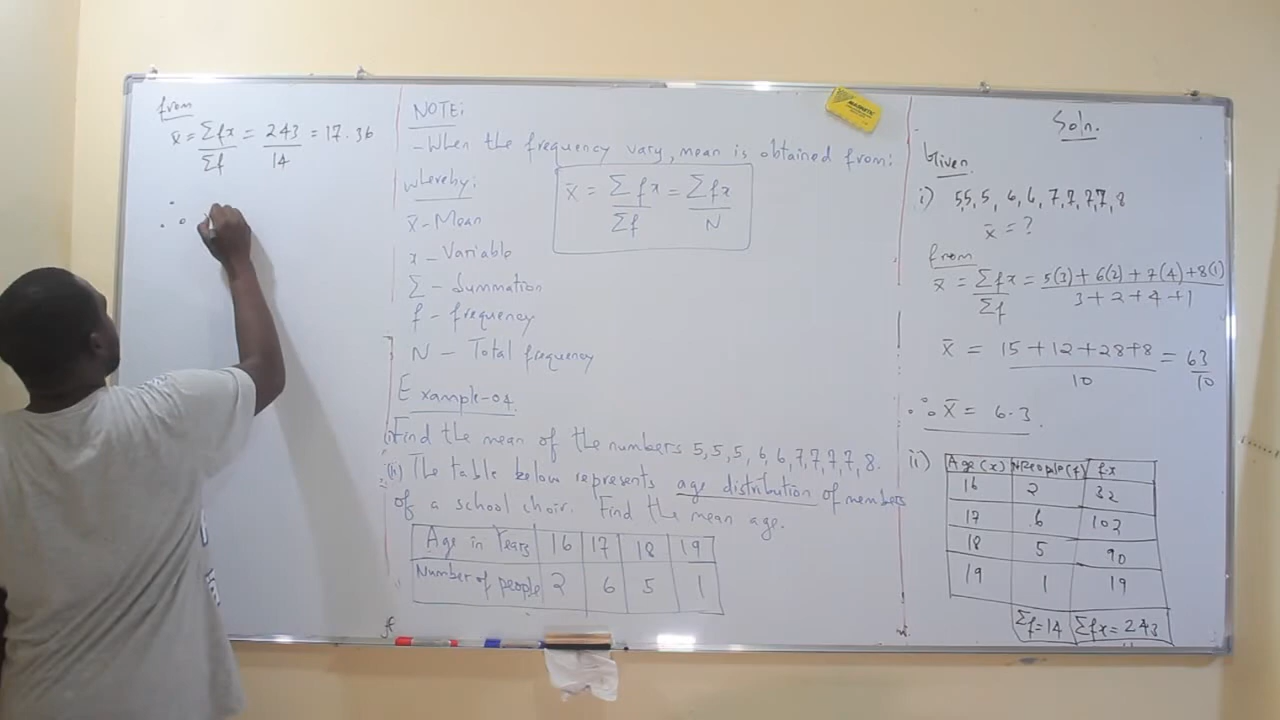 from
x̄ = Σfx/Σf = 243/14 = 17.36
∴
NOTE:
- When the frequency vary, mean is obtained from:
whereby:
x̄ = Σfx/Σf = Σfx/N
x̄ - Mean
x - Variable
Σ - Summation
f - frequency
N - Total frequency
Example-04.
(i) Find the mean of the numbers 5,5,5,6,6,7,7,7,7,8.
(ii) The table below represents age distribution of members
of a school choir. Find the mean age.
Age in Years 16 17 18 19
Number of people 2 6 5 1
MAGNETIC
Soln.
Given
i) 5,5,5,6,6,7,7,7,7,8
x̄ = ?
from
x̄ = Σfx/Σf = 5(3)+6(2)+7(4)+8(1)/3+2+4+1
x̄ = 15+12+28+8/10 = 63/10
∴ x̄ = 6.3.
ii) Age(x) N.People(f) fx
16 2 32
17 6 102
18 5 90
19 1 19
Σf=14 Σfx=243